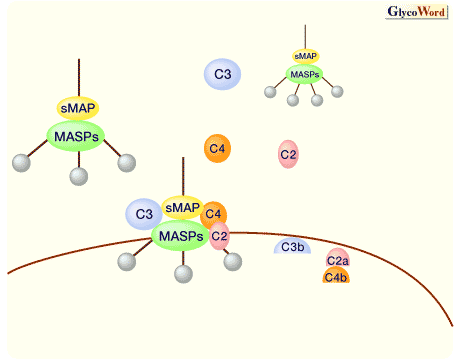 GlycoWord
sMAP
MASPs
C3
sMAP
MASPs
C4
C2
C3
sMAP
C4
MASPs
C2
C3b
C2a
C4b